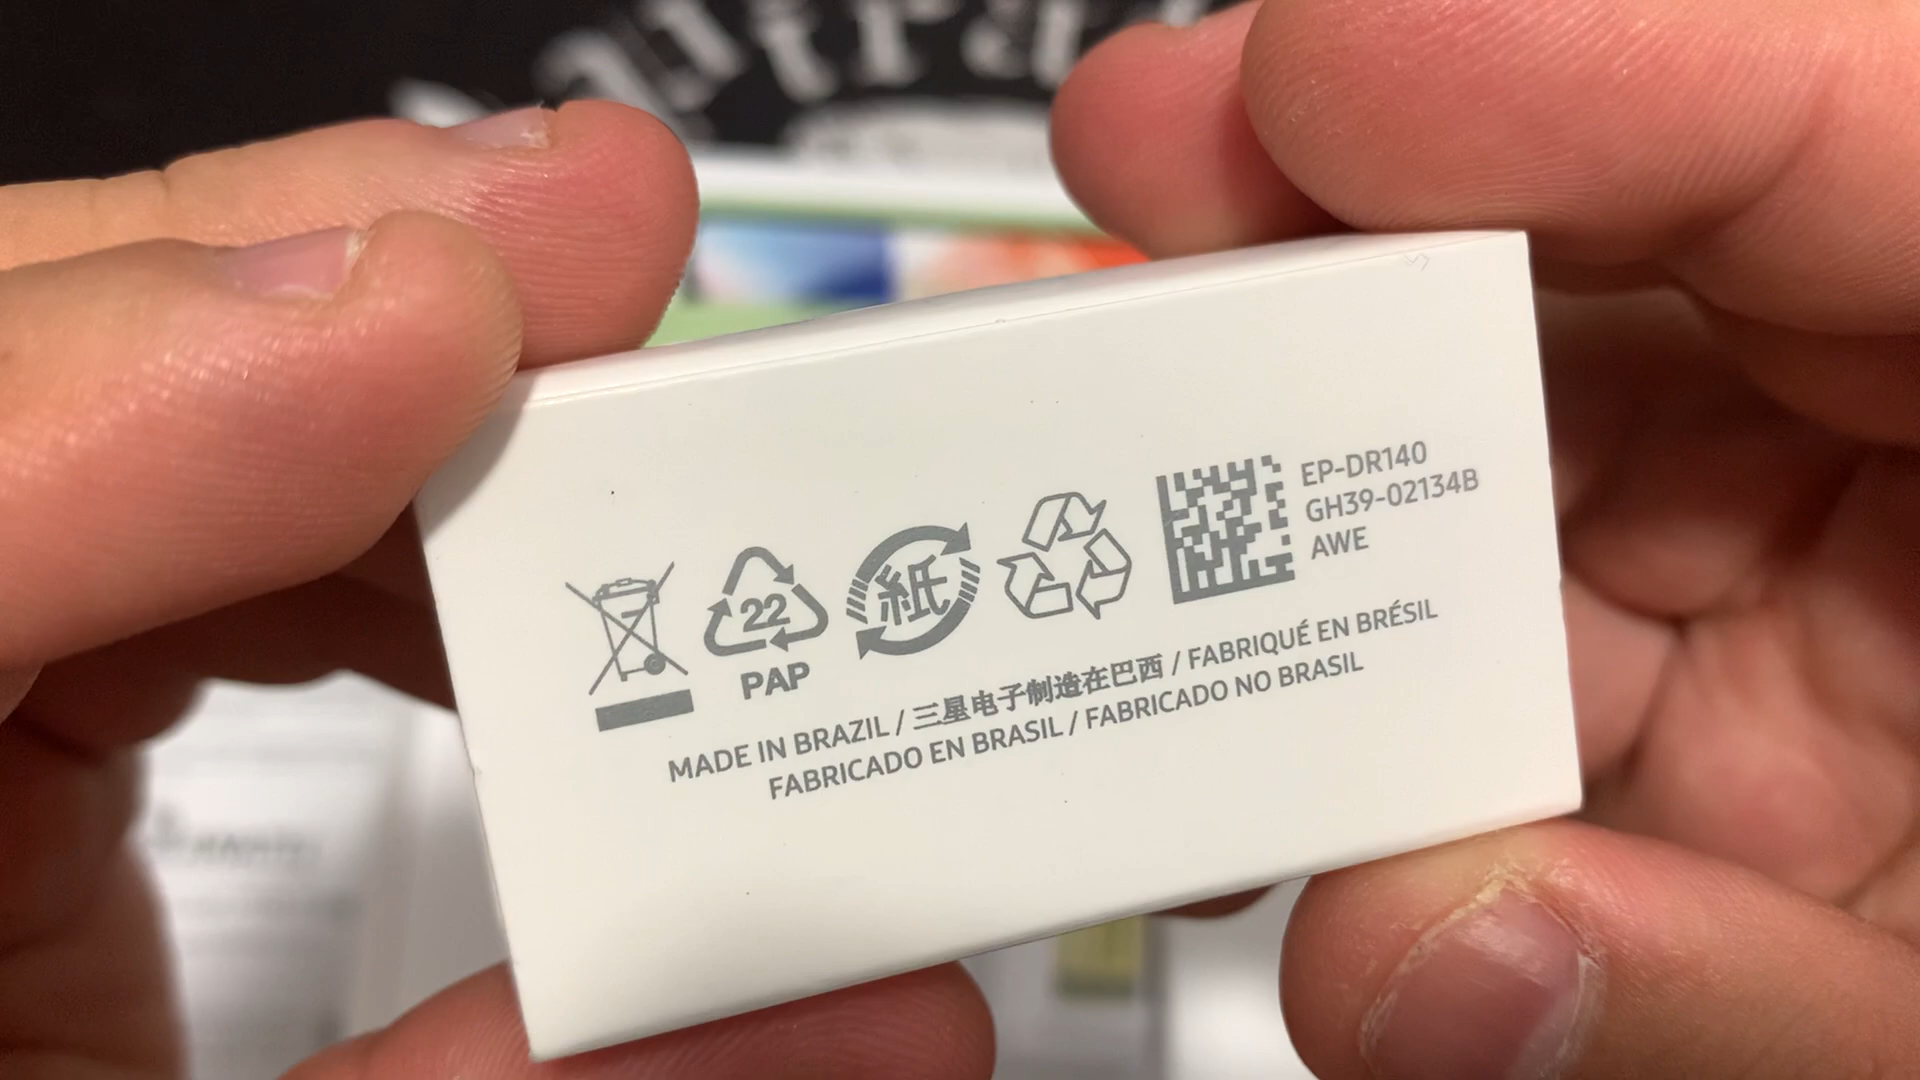 22
PAP
紙
EP-DR140
GH39-02134B
AWE
MADE IN BRAZIL / 三星电子制造在巴西 / FABRIQUÉ EN BRÉSIL
FABRICADO EN BRASIL / FABRICADO NO BRASIL